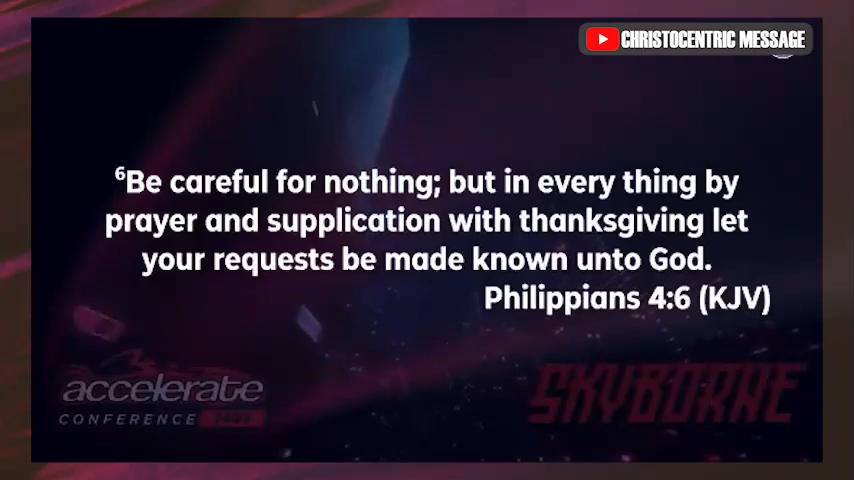 CHRISTOCENTRIC MESSAGE
6Be careful for nothing; but in every thing by
prayer and supplication with thanksgiving let
your requests be made known unto God.
Philippians 4:6 (KJV)
accelerate
CONFERENCE
SKYBORNE